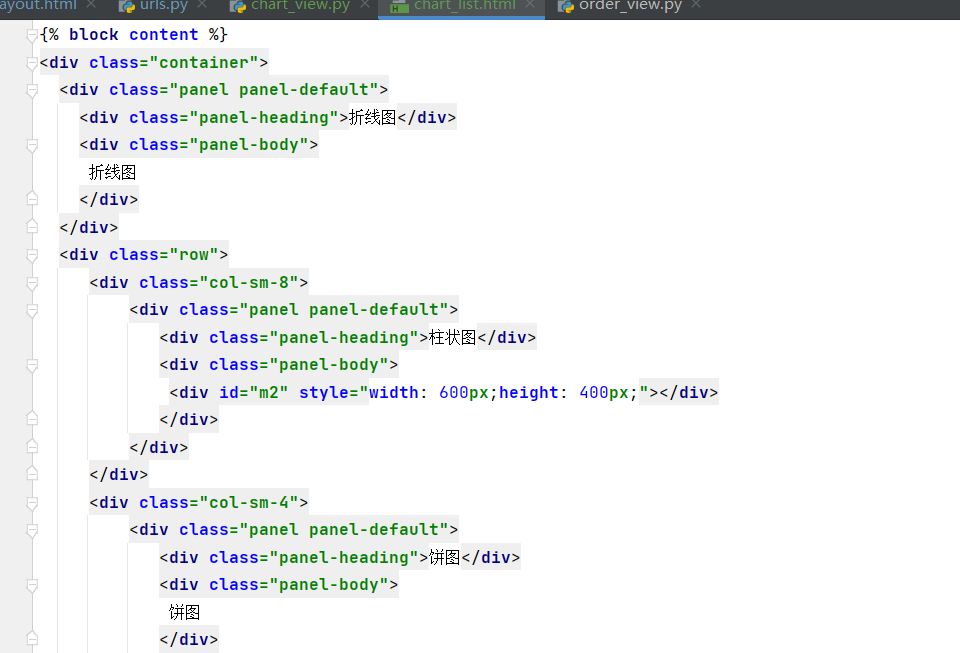 ayout.html × urls.py × chart_view.py × chart_list.html × order_view.py ×
{% block content %}
<div class="container">
<div class="panel panel-default">
<div class="panel-heading">折线图</div>
<div class="panel-body">
折线图
</div>
</div>
<div class="row">
<div class="col-sm-8">
<div class="panel panel-default">
<div class="panel-heading">柱状图</div>
<div class="panel-body">
<div id="m2" style="width: 600px;height: 400px;"></div>
</div>
</div>
</div>
<div class="col-sm-4">
<div class="panel panel-default">
<div class="panel-heading">饼图</div>
<div class="panel-body">
饼图
</div>